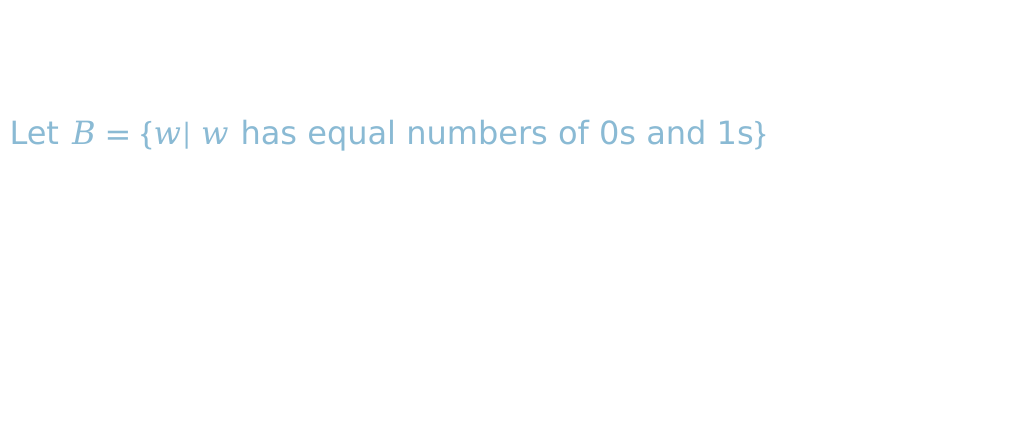 Let B = {w| w has equal numbers of 0s and 1s}